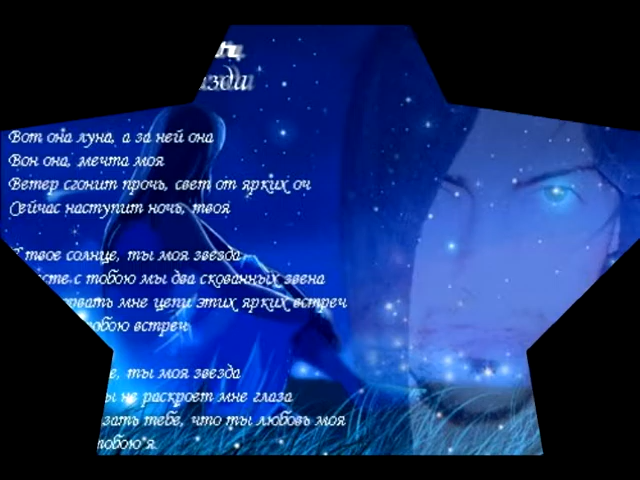 Вот она луна, а за ней она
Вон она, мечта моя
Ветер сгонит прочь, свет от ярких оч
Сейчас наступит ночь, твоя
твое солнце, ты моя звезда
с тобою мы два скованных звена
мне цепи этих ярких встреч
встреч
ты моя звезда
не раскроет мне глаза
тебе, что ты любовь моя
я